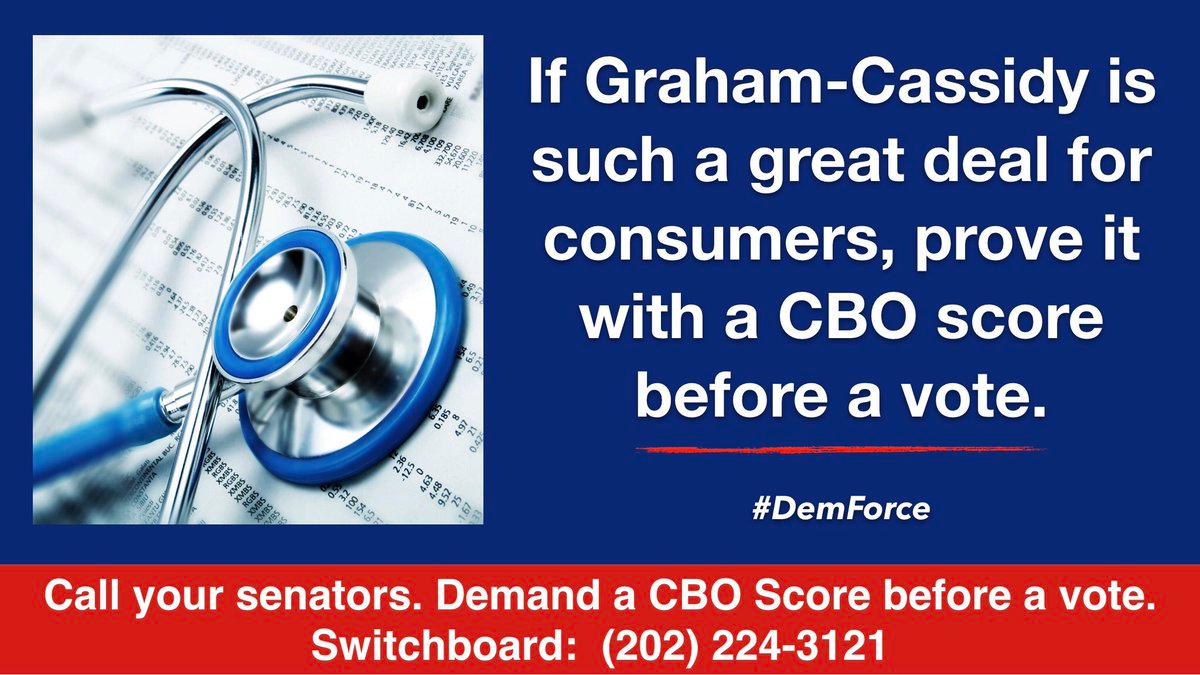 If Graham-Cassidy is
such a great deal for
consumers, prove it
with a CBO score
before a vote.
#DemForce
Call your senators. Demand a CBO Score before a vote.
Switchboard: (202) 224-3121